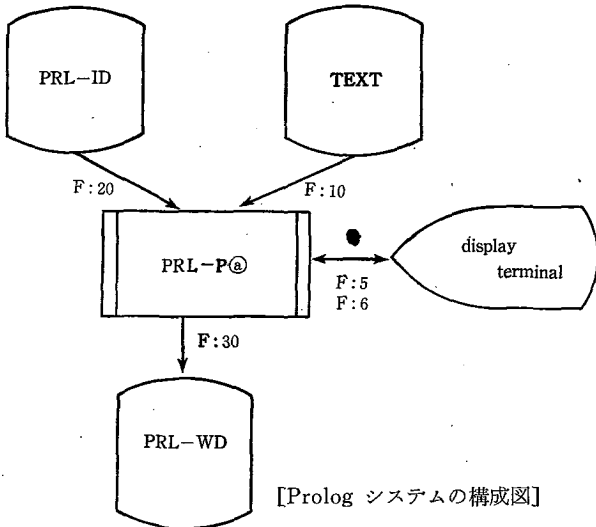 PRL-ID
TEXT
F:20
F:10
PRL-Pⓐ
display
terminal
F:5
F:6
F:30
PRL-WD
[Prolog システムの構成図]